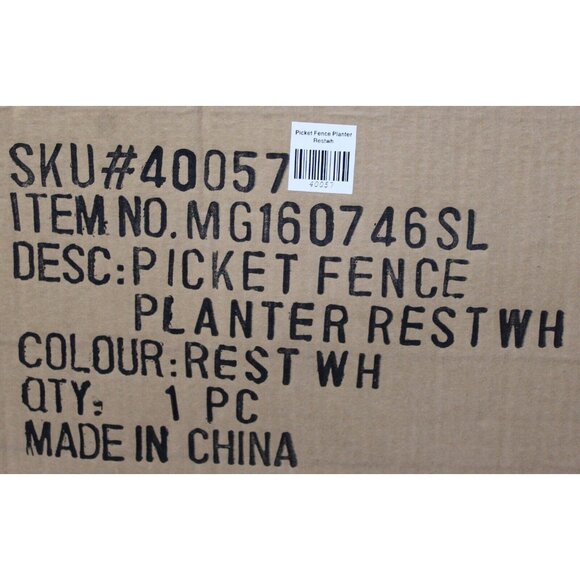 Picket Fence Planter
Restwh
40057
SKU#40057
ITEM NO. MG160746SL
DESC: PICKET FENCE
PLANTER REST WH
COLOUR: REST WH
QTY: 1 PC
MADE IN CHINA